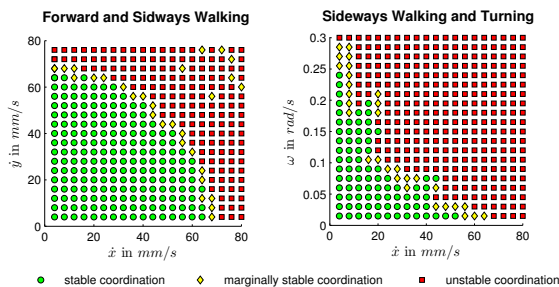 Forward and Sidways Walking
80
60
40
20
0
0 20 40 60 80
ẏ in mm/s
ẋ in mm/s
Sideways Walking and Turning
0.3
0.25
0.2
0.15
0.1
0.05
0
0 20 40 60 80
ω in rad/s
ẋ in mm/s
stable coordination marginally stable coordination unstable coordination